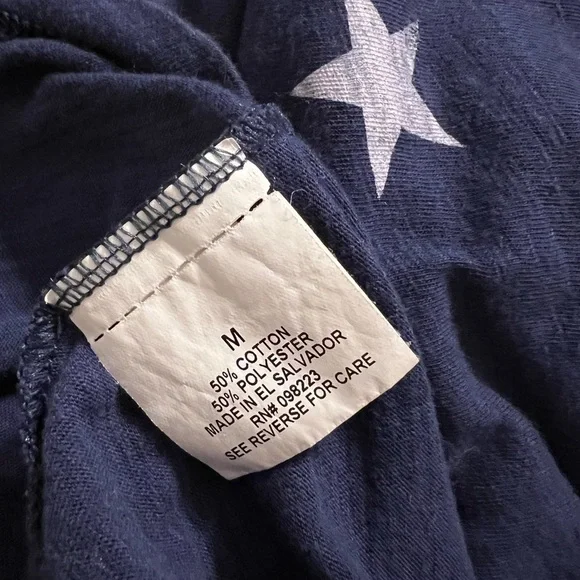 M
50% COTTON
50% POLYESTER
MADE IN EL SALVADOR
RN# 098223
SEE REVERSE FOR CARE